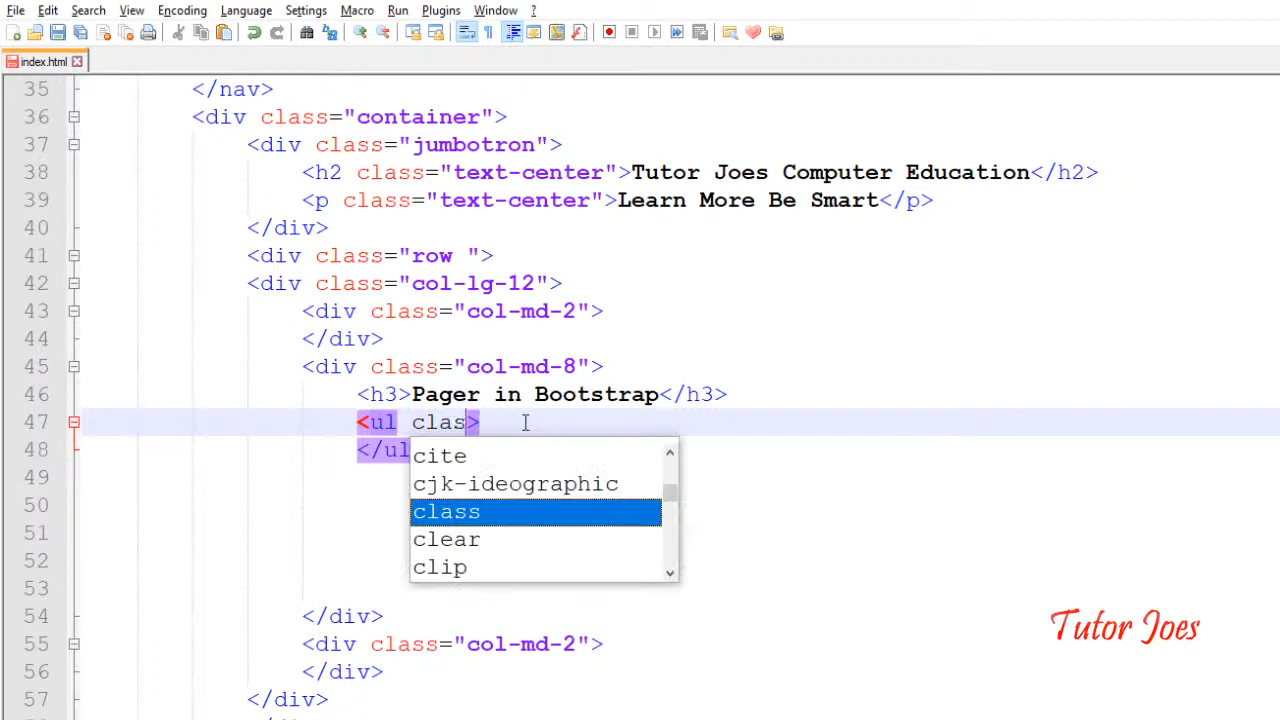 File Edit Search View Encoding Language Settings Macro Run Plugins Window ?
index.html
35 </nav>
36 <div class="container">
37 <div class="jumbotron">
38 <h2 class="text-center">Tutor Joes Computer Education</h2>
39 <p class="text-center">Learn More Be Smart</p>
40 </div>
41 <div class="row ">
42 <div class="col-lg-12">
43 <div class="col-md-2">
44 </div>
45 <div class="col-md-8">
46 <h3>Pager in Bootstrap</h3>
47 <ul clas>
48 </ul
cite
49
cjk-ideographic
50
class
51
clear
52
clip
53
54 </div>
Tutor Joes
55 <div class="col-md-2">
56 </div>
57 </div>